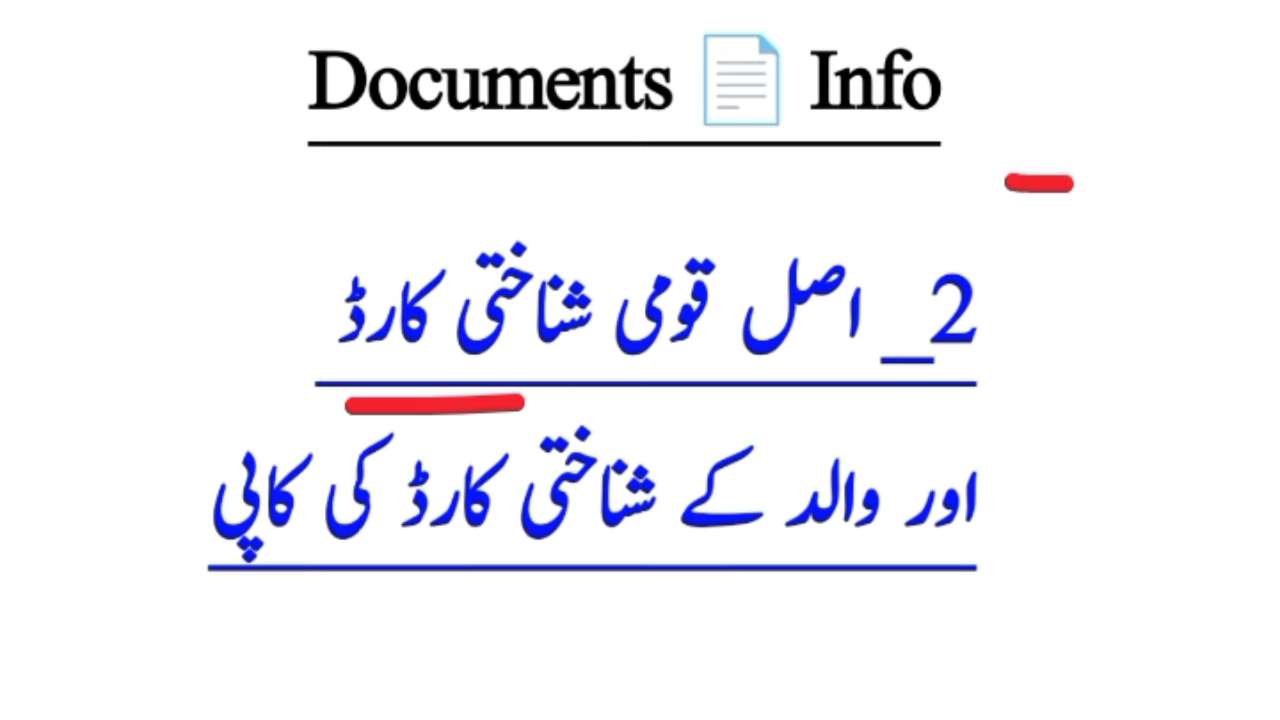 Documents 📄 Info
2_ اصل قومی شناختی کارڈ
اور والد کے شناختی کارڈ کی کاپی